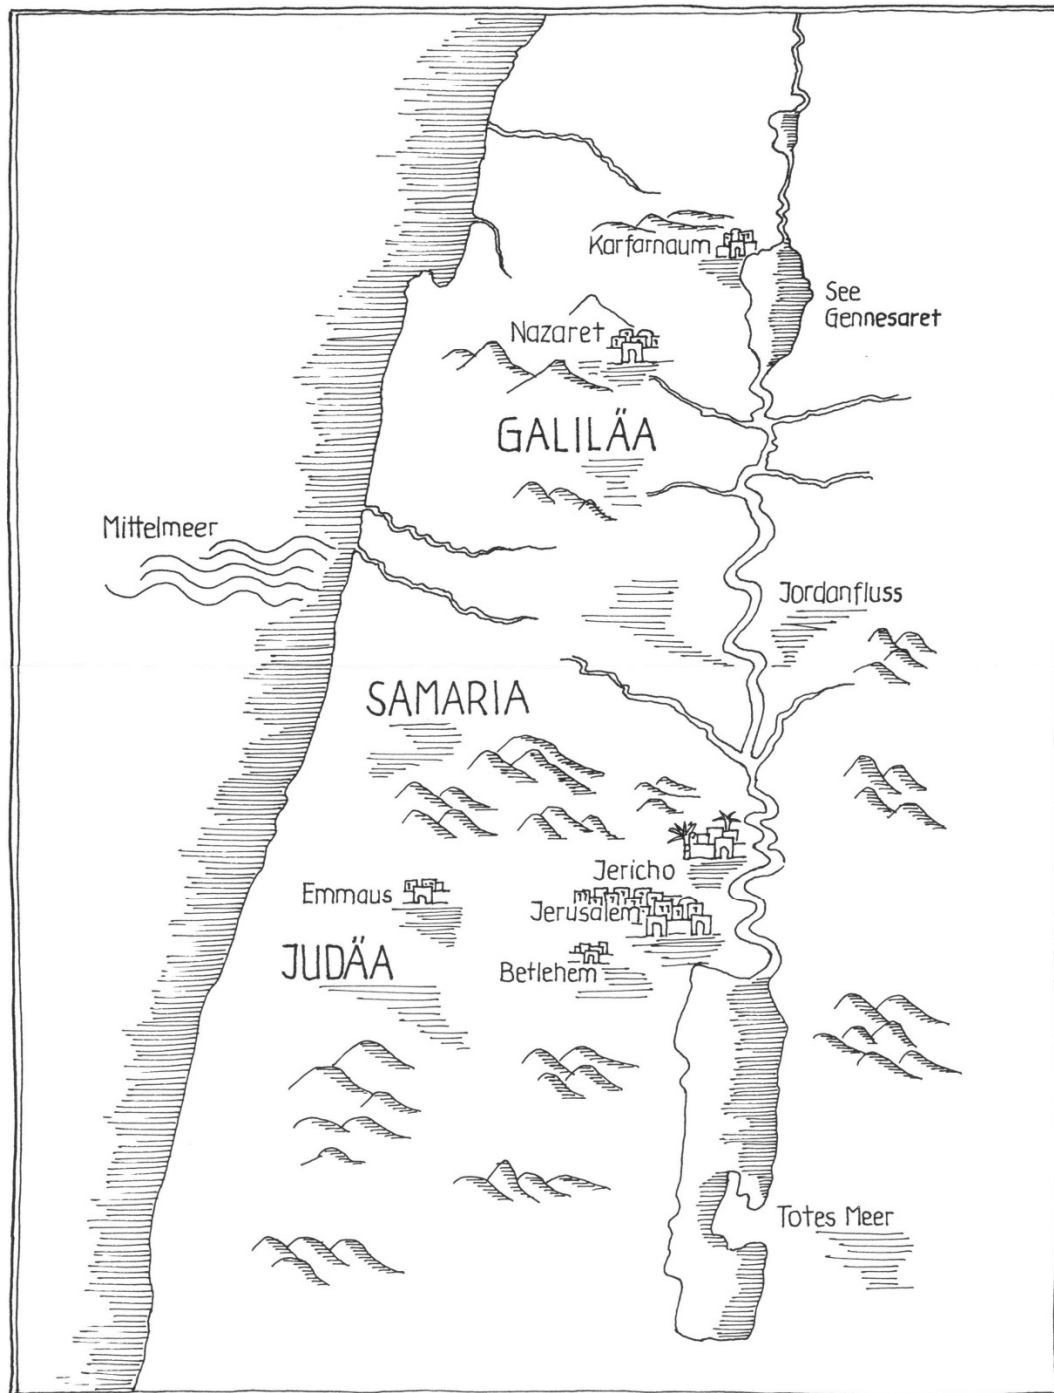 Karfarnaum
See
Gennesaret
Nazaret
GALILÄA
Mittelmeer
Jordanfluss
SAMARIA
Jericho
Emmaus
Jerusalem
JUDÄA
Betlehem
Totes Meer